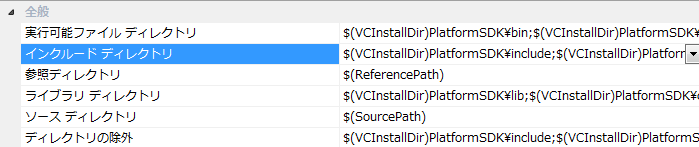 全般
実行可能ファイル ディレクトリ $(VCInstallDir)PlatformSDK¥bin;$(VCInstallDir)PlatformSDK¥
インクルード ディレクトリ $(VCInstallDir)PlatformSDK¥include;$(VCInstallDir)Platform
参照ディレクトリ $(ReferencePath)
ライブラリ ディレクトリ $(VCInstallDir)PlatformSDK¥lib;$(VCInstallDir)PlatformSDK¥
ソース ディレクトリ $(SourcePath)
ディレクトリの除外 $(VCInstallDir)PlatformSDK¥include;$(VCInstallDir)PlatformS